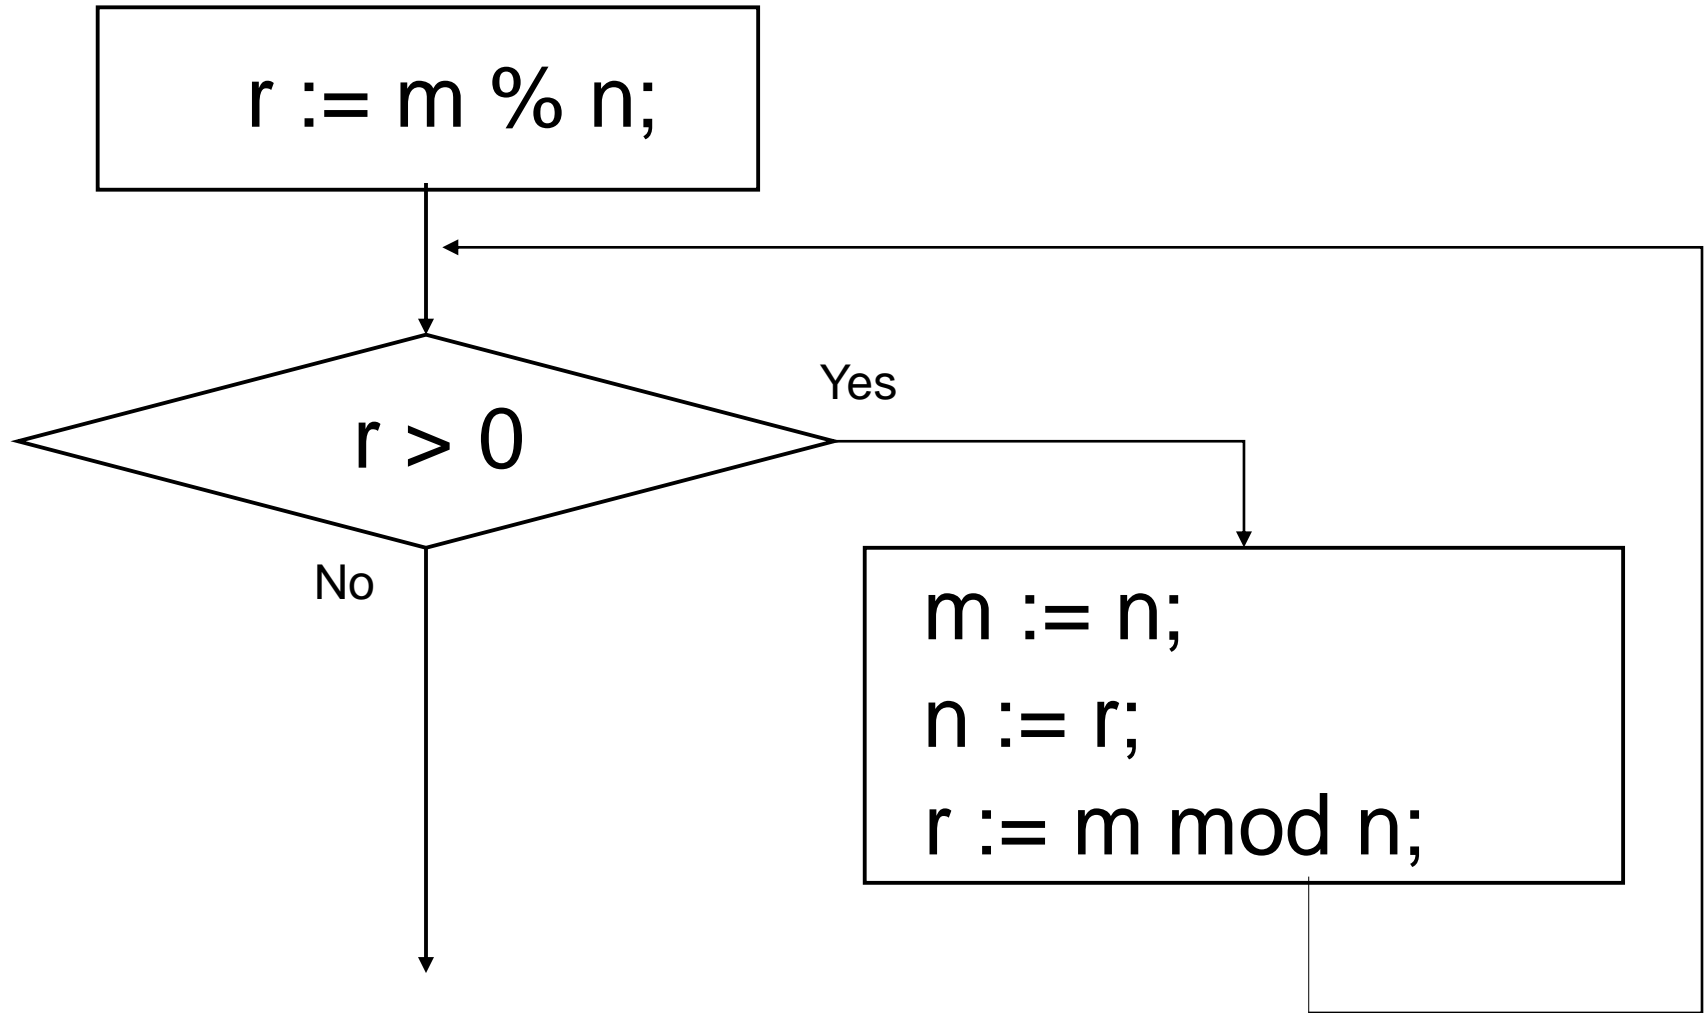 r := m % n;
r > 0
Yes
No
m := n;
n := r;
r := m mod n;